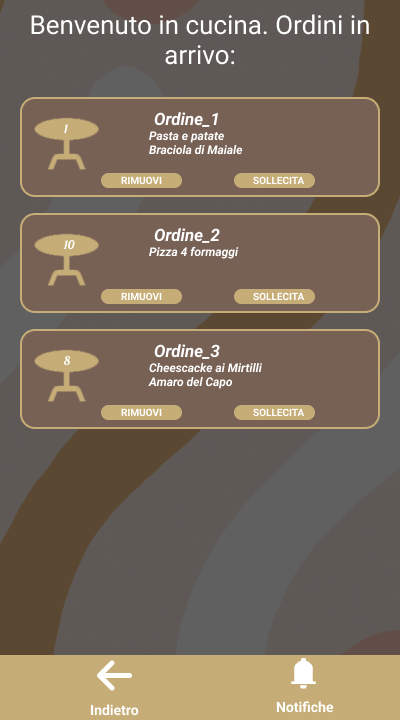 Benvenuto in cucina. Ordini in
arrivo:
1
Ordine_1
Pasta e patate
Braciola di Maiale
RIMUOVI
SOLLECITA
10
Ordine_2
Pizza 4 formaggi
RIMUOVI
SOLLECITA
8
Ordine_3
Cheescacke ai Mirtilli
Amaro del Capo
RIMUOVI
SOLLECITA
Indietro
Notifiche